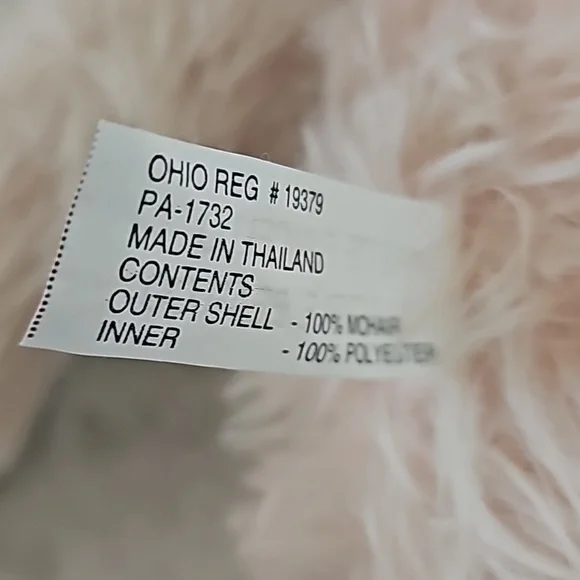 OHIO REG # 19379
PA-1732
MADE IN THAILAND
CONTENTS
OUTER SHELL - 100% MOHAIR
INNER - 100% POLYESTER